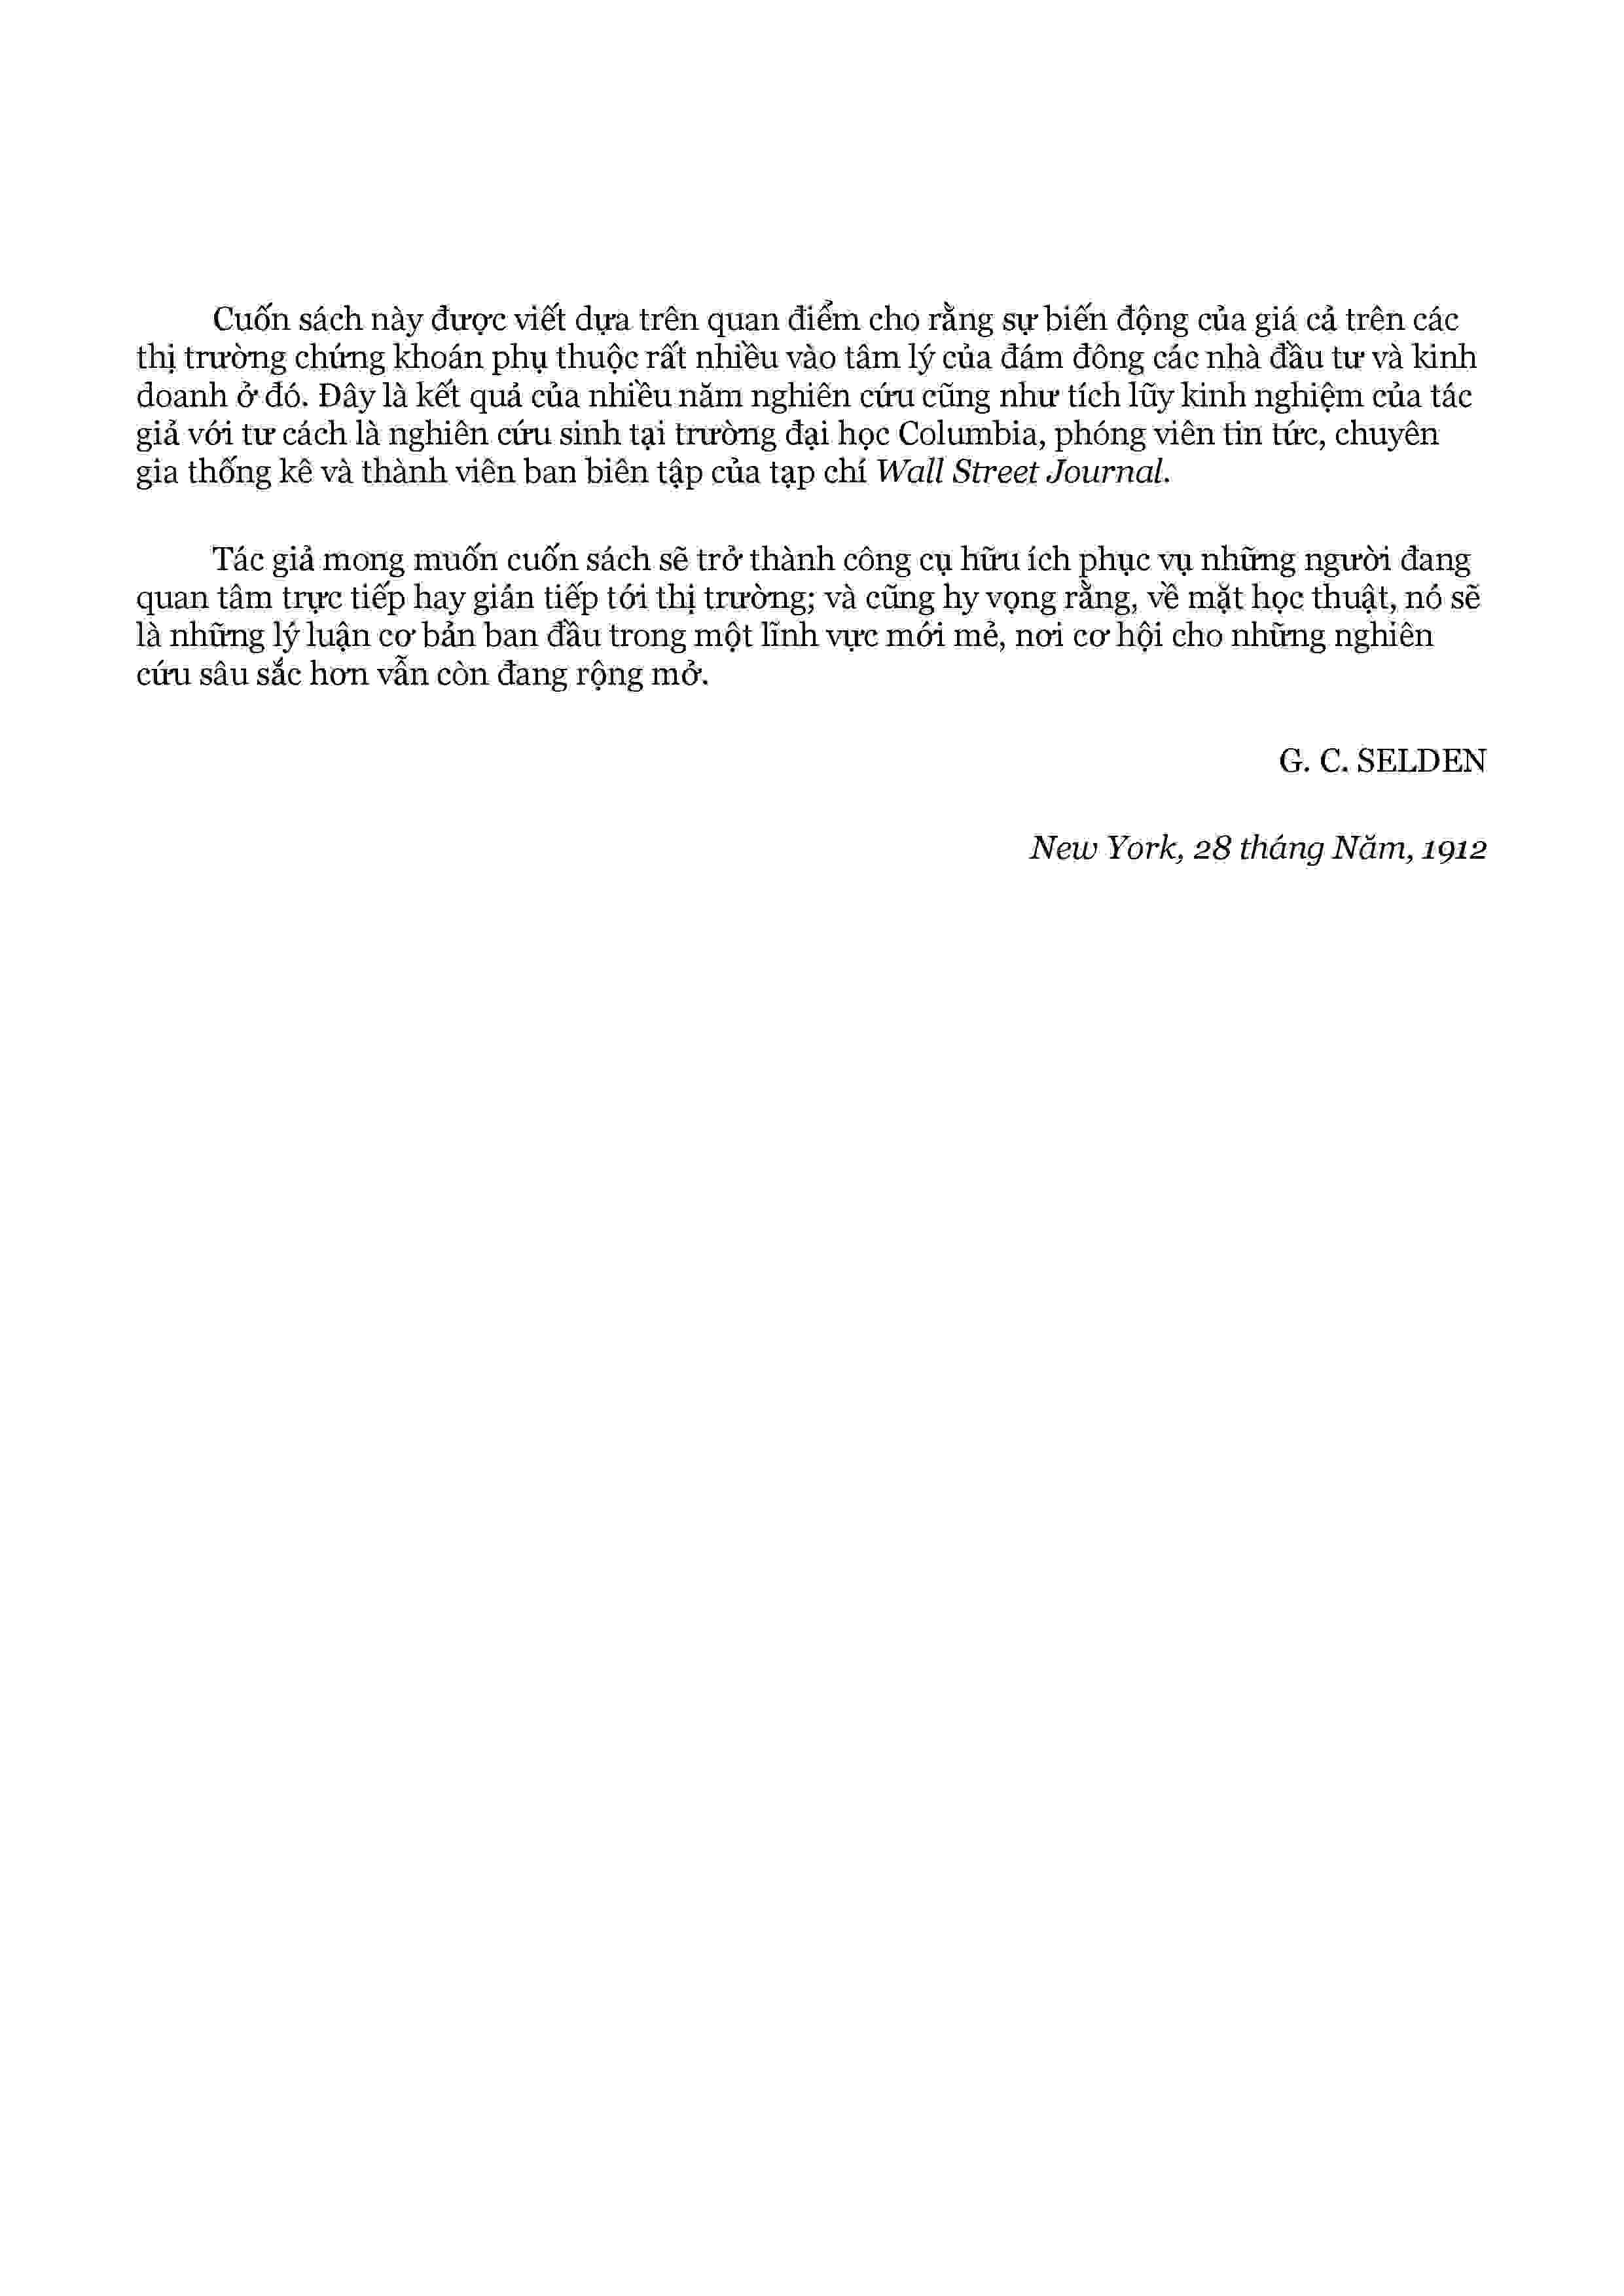 Cuốn sách này được viết dựa trên quan điểm cho rằng sự biến động của giá cả trên các
thị trường chứng khoán phụ thuộc rất nhiều vào tâm lý của đám đông các nhà đầu tư và kinh
doanh ở đó. Đây là kết quả của nhiều năm nghiên cứu cũng như tích lũy kinh nghiệm của tác
giả với tư cách là nghiên cứu sinh tại trường đại học Columbia, phóng viên tin tức, chuyên
gia thống kê và thành viên ban biên tập của tạp chí Wall Street Journal.
Tác giả mong muốn cuốn sách sẽ trở thành công cụ hữu ích phục vụ những người đang
quan tâm trực tiếp hay gián tiếp tới thị trường; và cũng hy vọng rằng, về mặt học thuật, nó sẽ
là những lý luận cơ bản ban đầu trong một lĩnh vực mới mẻ, nơi cơ hội cho những nghiên
cứu sâu sắc hơn vẫn còn đang rộng mở.
G. C. SELDEN
New York, 28 tháng Năm, 1912